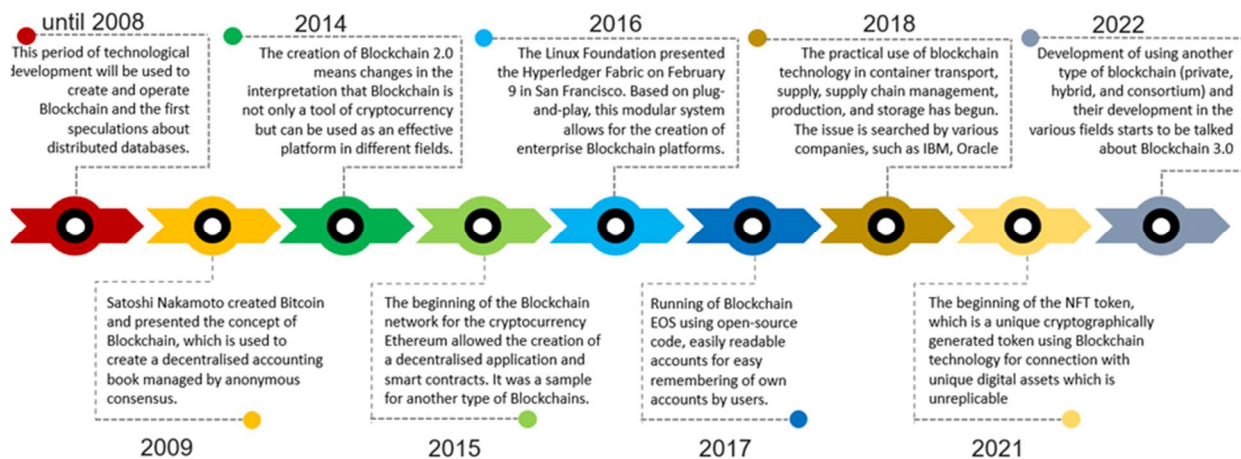 until 2008
This period of technological
development will be used to
create and operate
Blockchain and the first
speculations about
distributed databases.
2014
The creation of Blockchain 2.0
means changes in the
interpretation that Blockchain is
not only a tool of cryptocurrency
but can be used as an effective
platform in different fields.
2016
The Linux Foundation presented
the Hyperledger Fabric on February
9 in San Francisco. Based on plug-
and-play, this modular system
allows for the creation of
enterprise Blockchain platforms.
2018
The practical use of blockchain
technology in container transport,
supply, supply chain management,
production, and storage has begun.
The issue is searched by various
companies, such as IBM, Oracle
2022
Development of using another
type of blockchain (private,
hybrid, and consortium) and
their development in the
various fields starts to be talked
about Blockchain 3.0
Satoshi Nakamoto created Bitcoin
and presented the concept of
Blockchain, which is used to
create a decentralised accounting
book managed by anonymous
consensus.
2009
The beginning of the Blockchain
network for the cryptocurrency
Ethereum allowed the creation of
a decentralised application and
smart contracts. It was a sample
for another type of Blockchains.
2015
Running of Blockchain
EOS using open-source
code, easily readable
accounts for easy
remembering of own
accounts by users.
2017
The beginning of the NFT token,
which is a unique cryptographically
generated token using Blockchain
technology for connection with
unique digital assets which is
unreplicable
2021